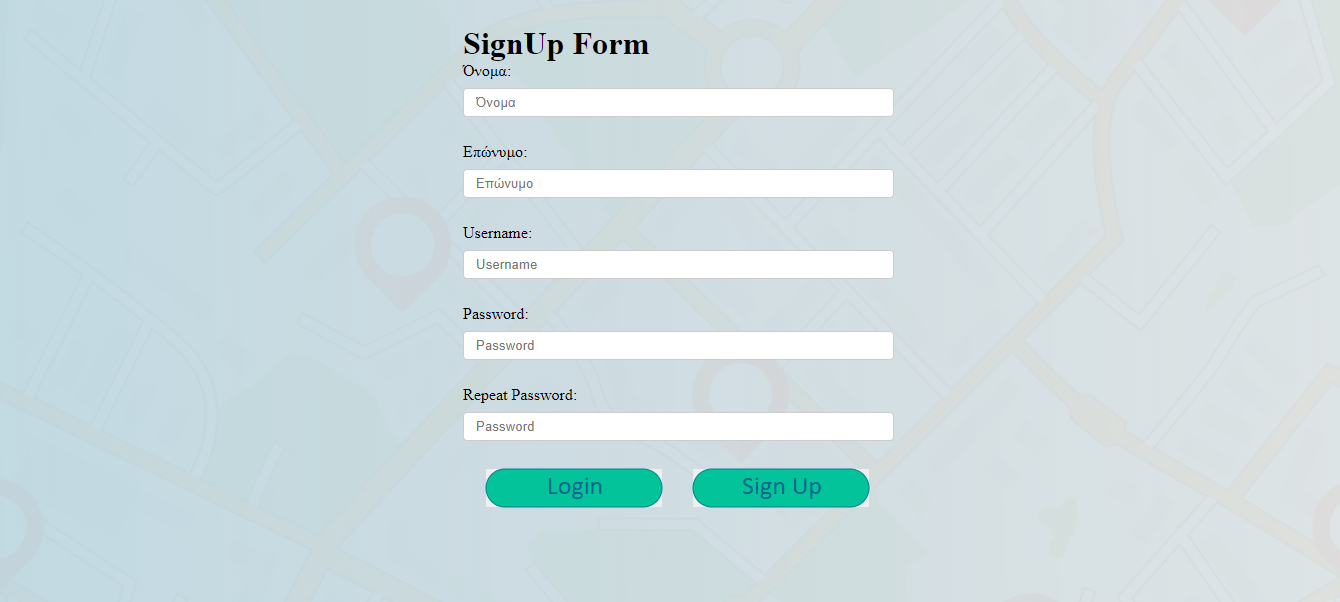 SignUp Form
Όνομα:
Όνομα
Επώνυμο:
Επώνυμο
Username:
Username
Password:
Password
Repeat Password:
Password
Login Sign Up